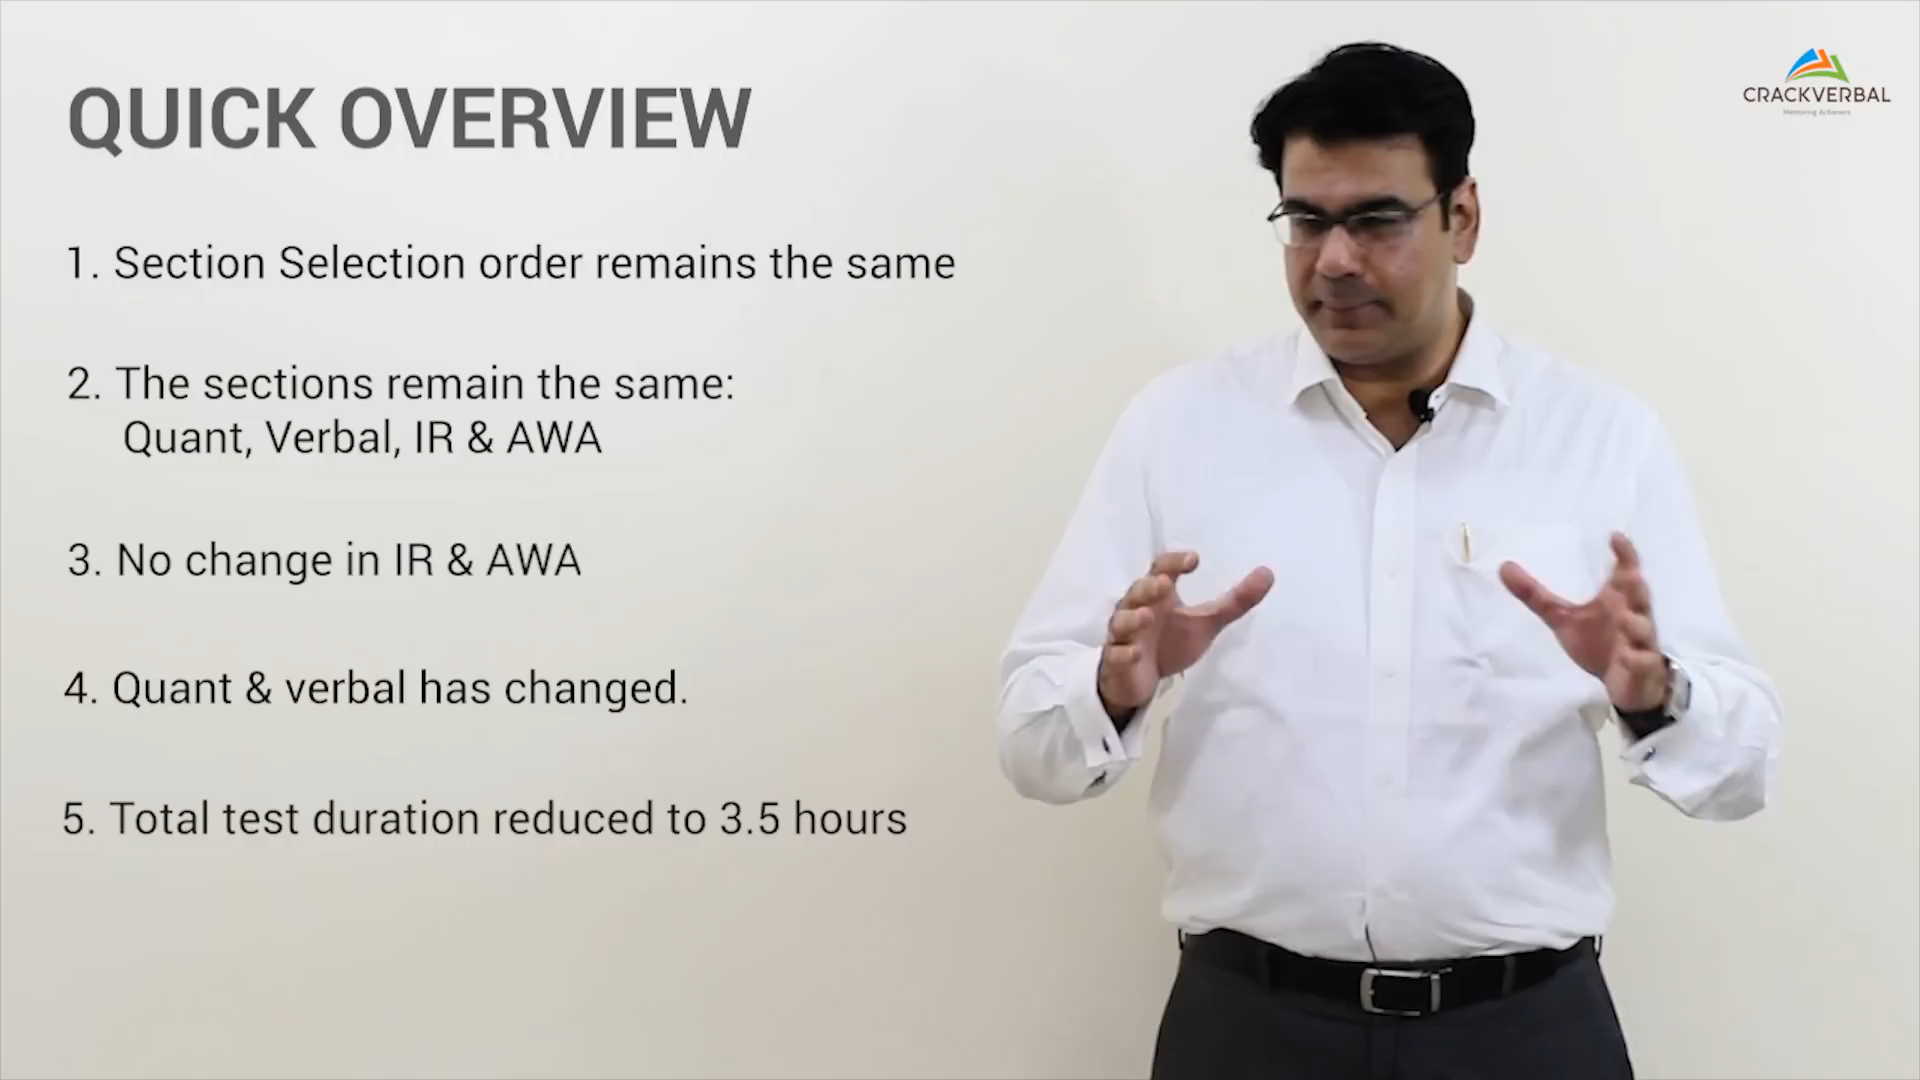 QUICK OVERVIEW
CRACKVERBAL
Mentoring Achievers
1. Section Selection order remains the same
2. The sections remain the same:
Quant, Verbal, IR & AWA
3. No change in IR & AWA
4. Quant & verbal has changed.
5. Total test duration reduced to 3.5 hours